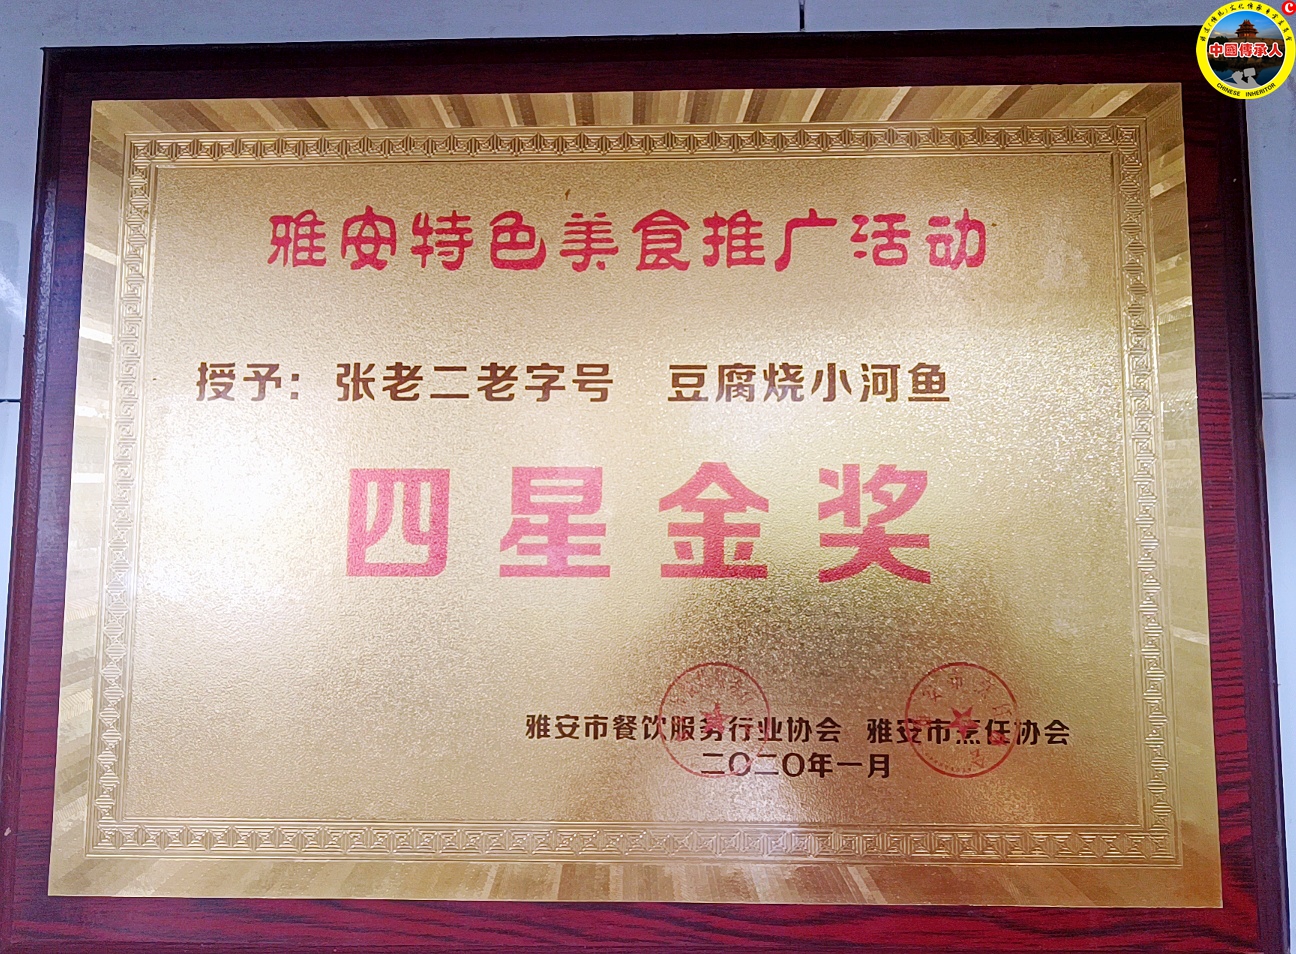 中國傳承人
CHINESE INHERITOR
雅安特色美食推广活动
授予：张老二老字号 豆腐烧小河鱼
四星金奖
雅安市餐饮服务行业协会 雅安市烹任协会
二〇二〇年一月